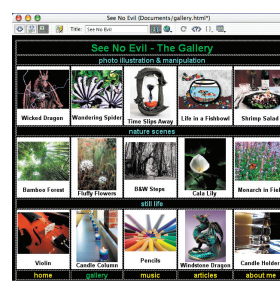 See No Evil (Documents/gallery.html*)
Title: See No Evil
See No Evil - The Gallery
photo illustration & manipulation
Wicked Dragon Wandering Spider Time Slips Away Life in a Fishbowl Shrimp Salad
nature scenes
Bamboo Forest Fluffy Flowers B&W Steps Cala Lily Monarch in Fiel
still life
Violin Candle Column Pencils Windstone Dragon Candle Holder
home gallery music articles about me